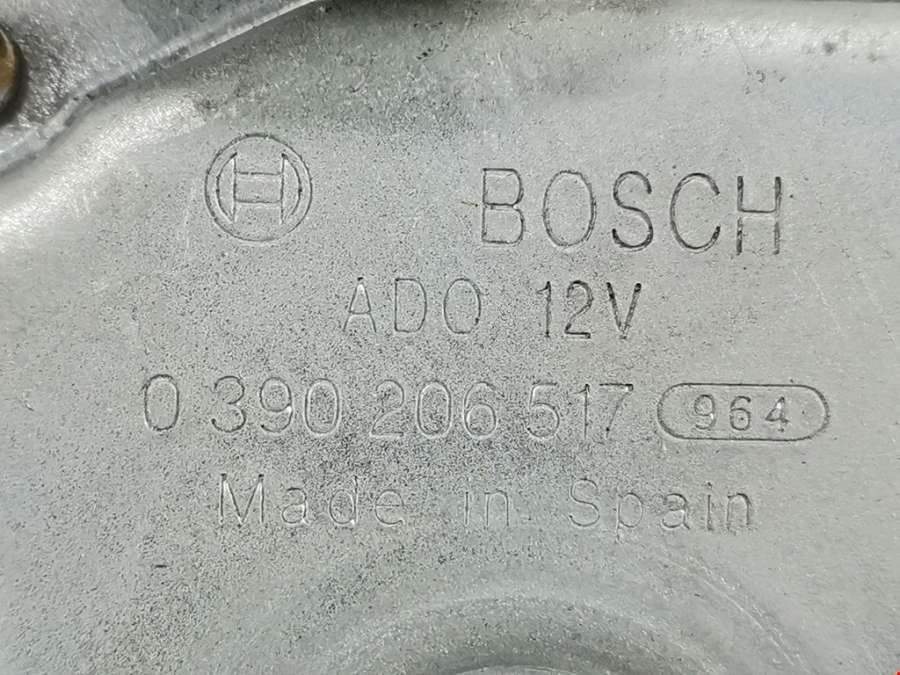 BOSCH
ADO 12V
0 390 206 517 964
Made in Spain